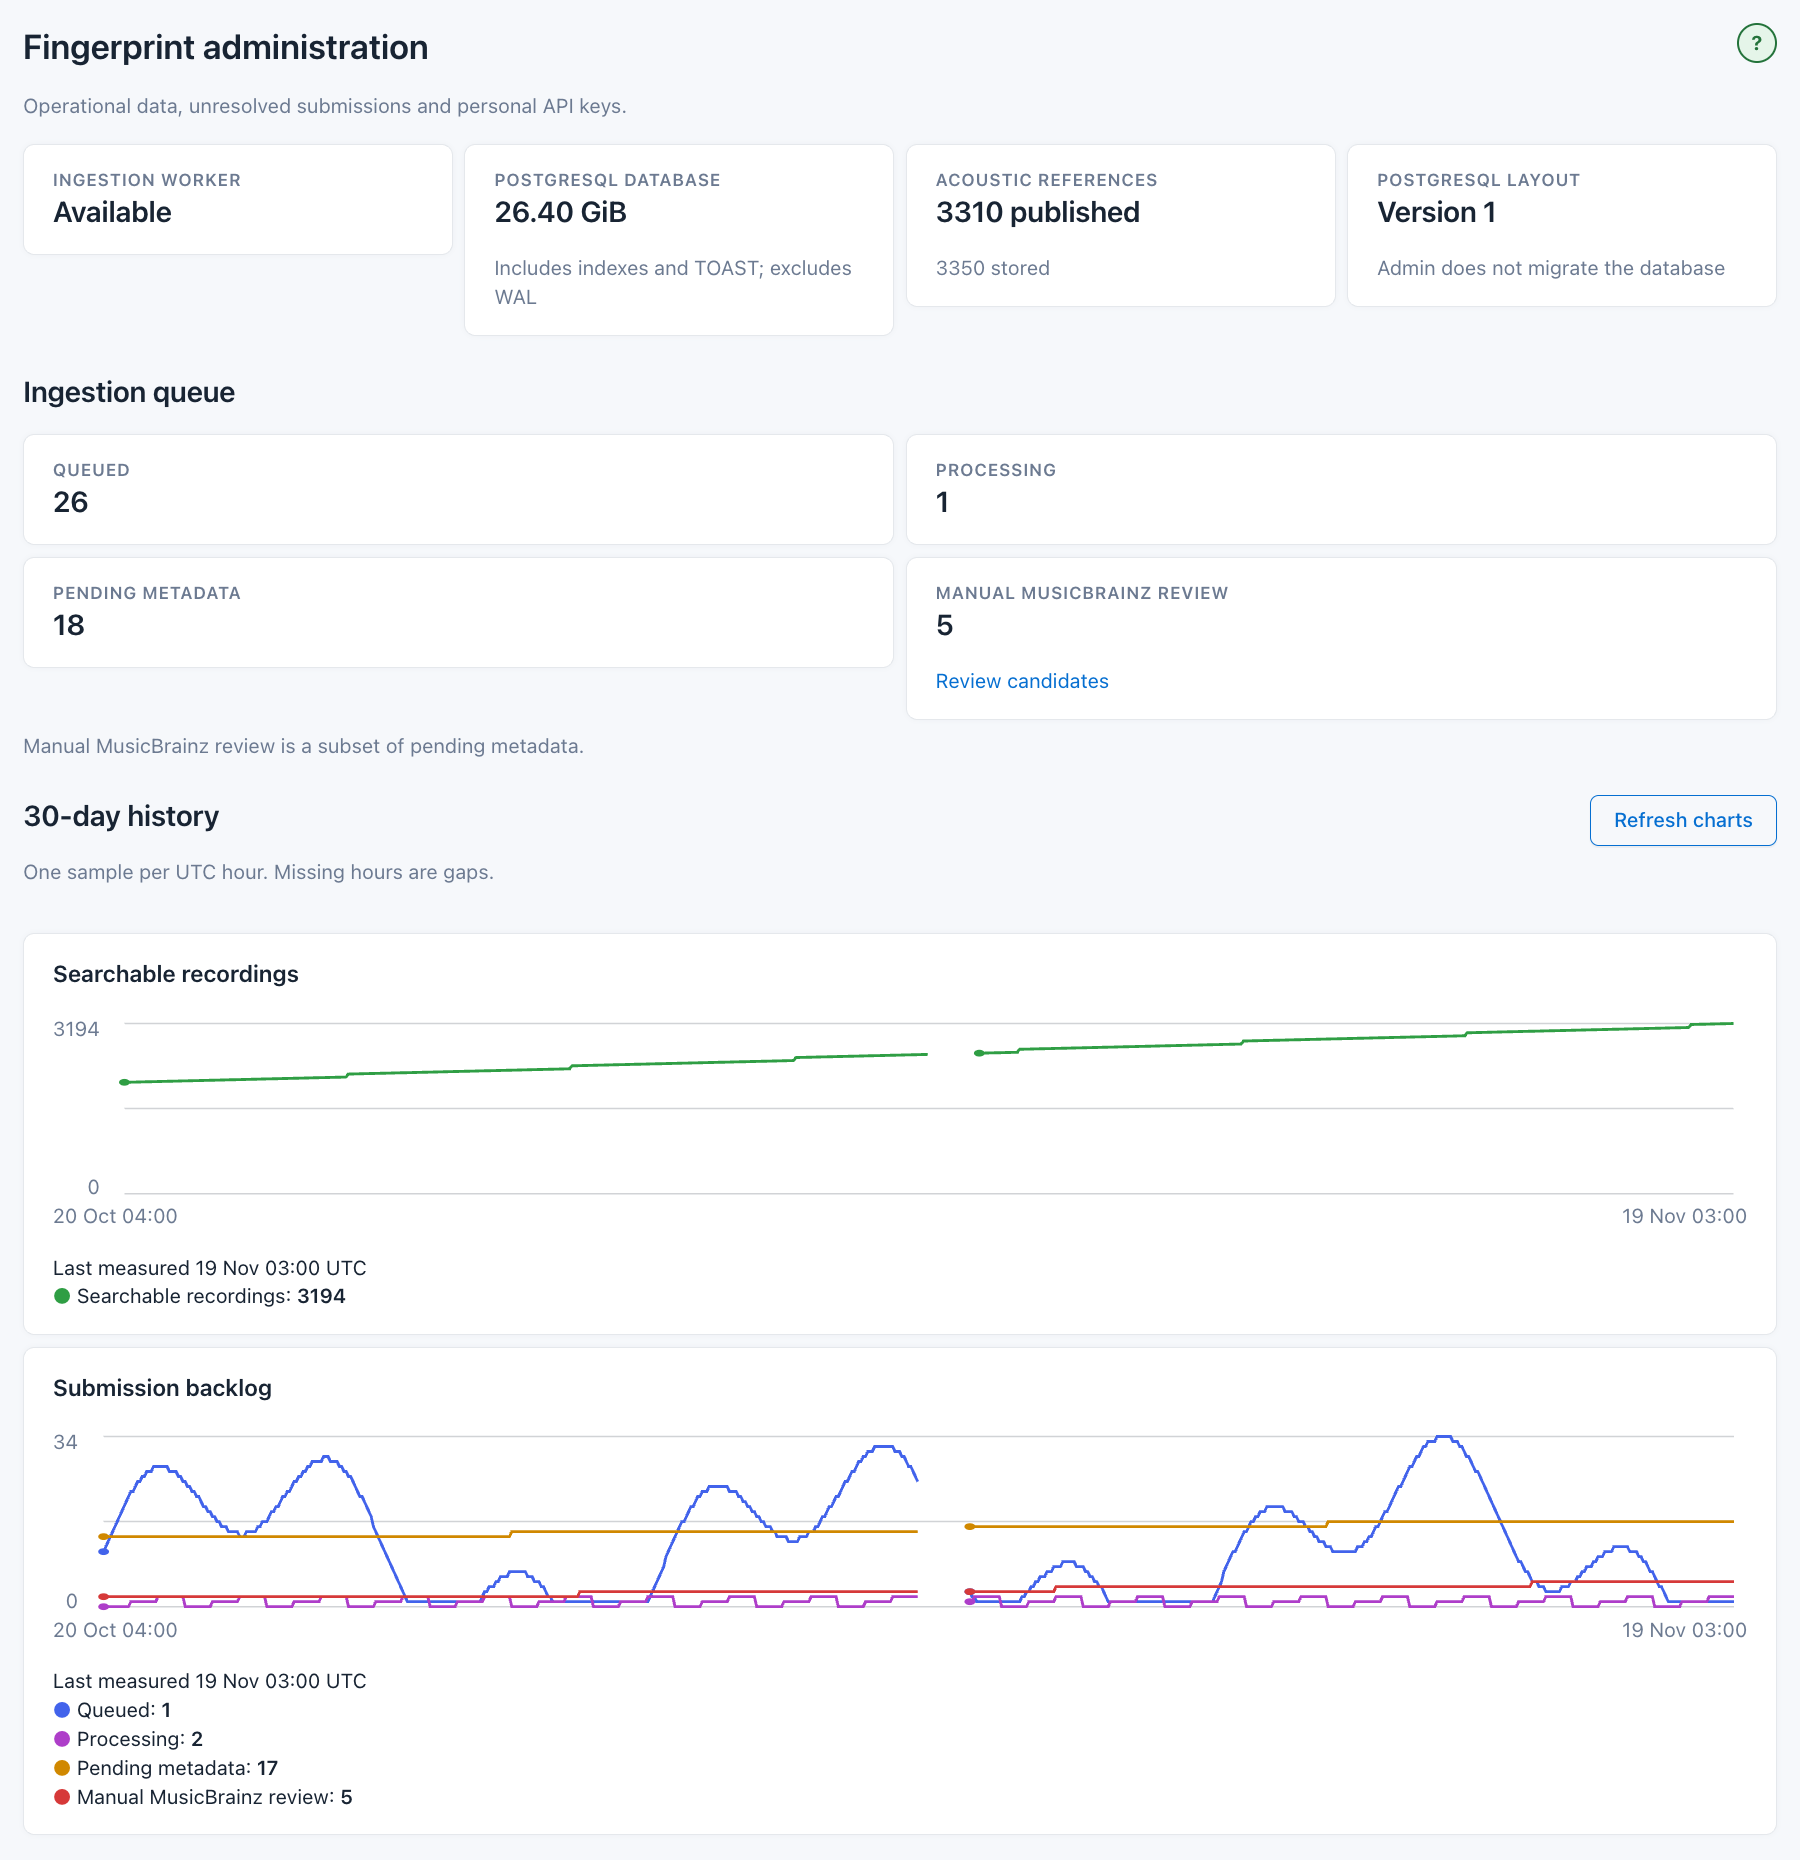 Fingerprint administration
?
Operational data, unresolved submissions and personal API keys.
INGESTION WORKER
Available
POSTGRESQL DATABASE
26.40 GiB
Includes indexes and TOAST; excludes
WAL
ACOUSTIC REFERENCES
3310 published
3350 stored
POSTGRESQL LAYOUT
Version 1
Admin does not migrate the database
Ingestion queue
QUEUED
26
PROCESSING
1
PENDING METADATA
18
MANUAL MUSICBRAINZ REVIEW
5
Review candidates
Manual MusicBrainz review is a subset of pending metadata.
30-day history
Refresh charts
One sample per UTC hour. Missing hours are gaps.
Searchable recordings
3194
0
20 Oct 04:00
19 Nov 03:00
Last measured 19 Nov 03:00 UTC
Searchable recordings: 3194
Submission backlog
34
0
20 Oct 04:00
19 Nov 03:00
Last measured 19 Nov 03:00 UTC
Queued: 1
Processing: 2
Pending metadata: 17
Manual MusicBrainz review: 5